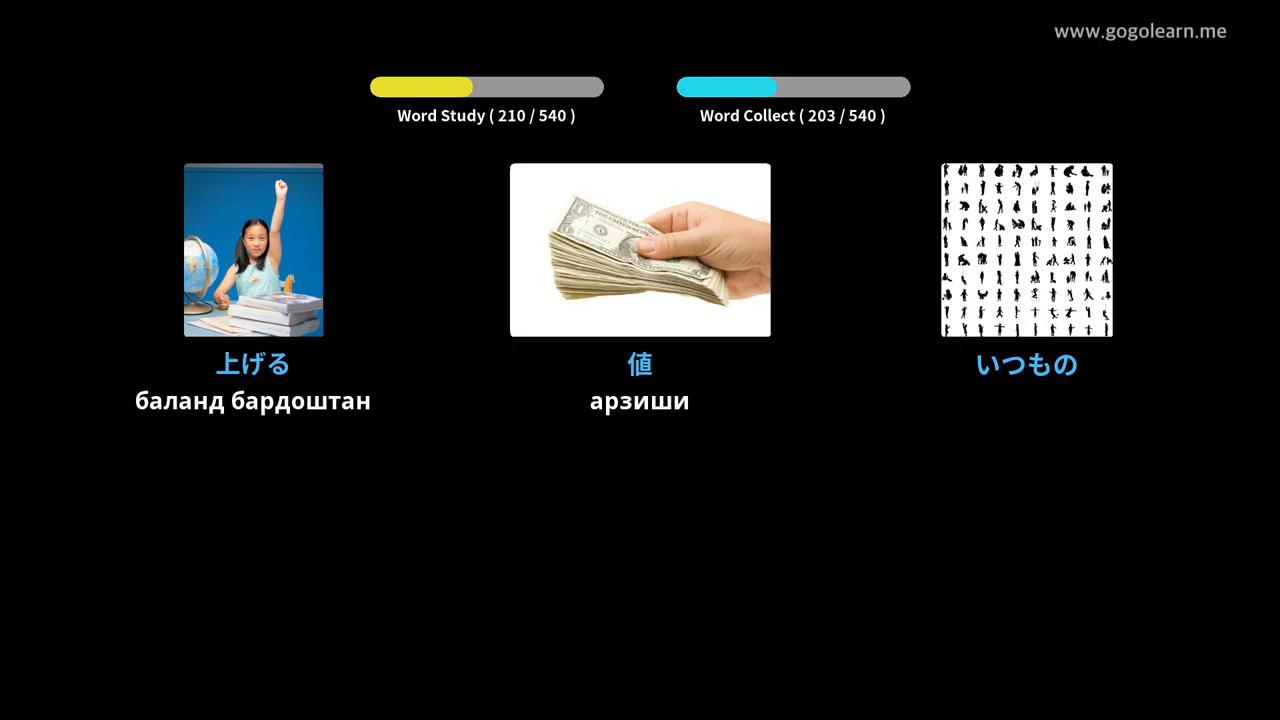 www.gogolearn.me
Word Study ( 210 / 540 )
Word Collect ( 203 / 540 )
上げる
値
いつもの
баланд бардоштан
арзиши